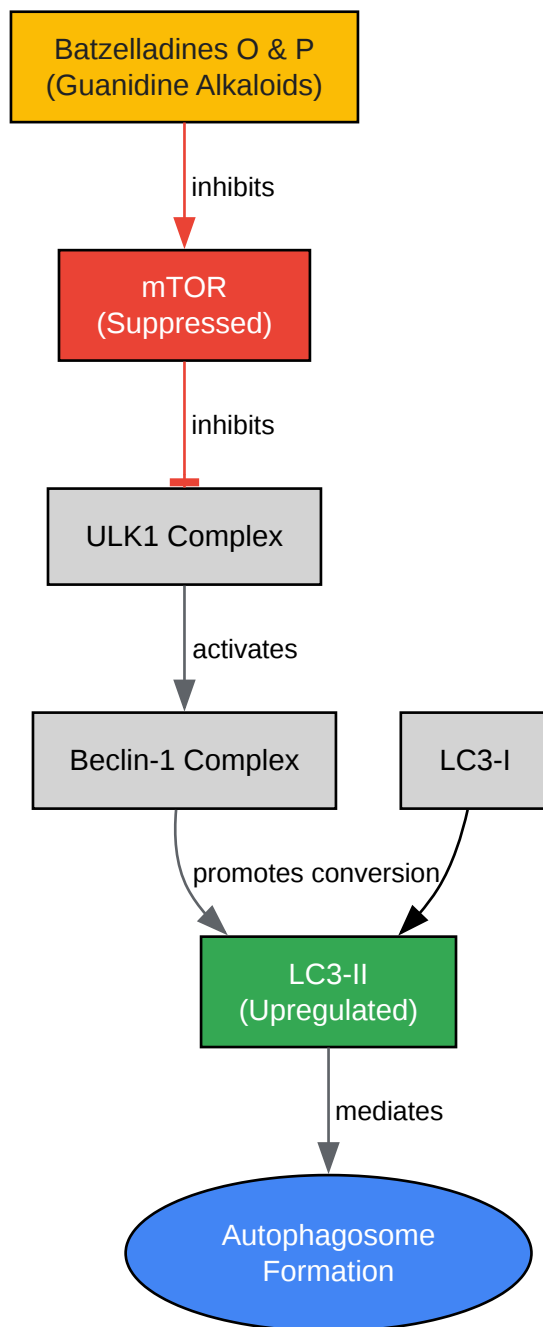 Batzelladines O & P
(Guanidine Alkaloids)
inhibits
mTOR
(Suppressed)
inhibits
ULK1 Complex
activates
Beclin-1 Complex
LC3-I
promotes conversion
LC3-II
(Upregulated)
mediates
Autophagosome
Formation